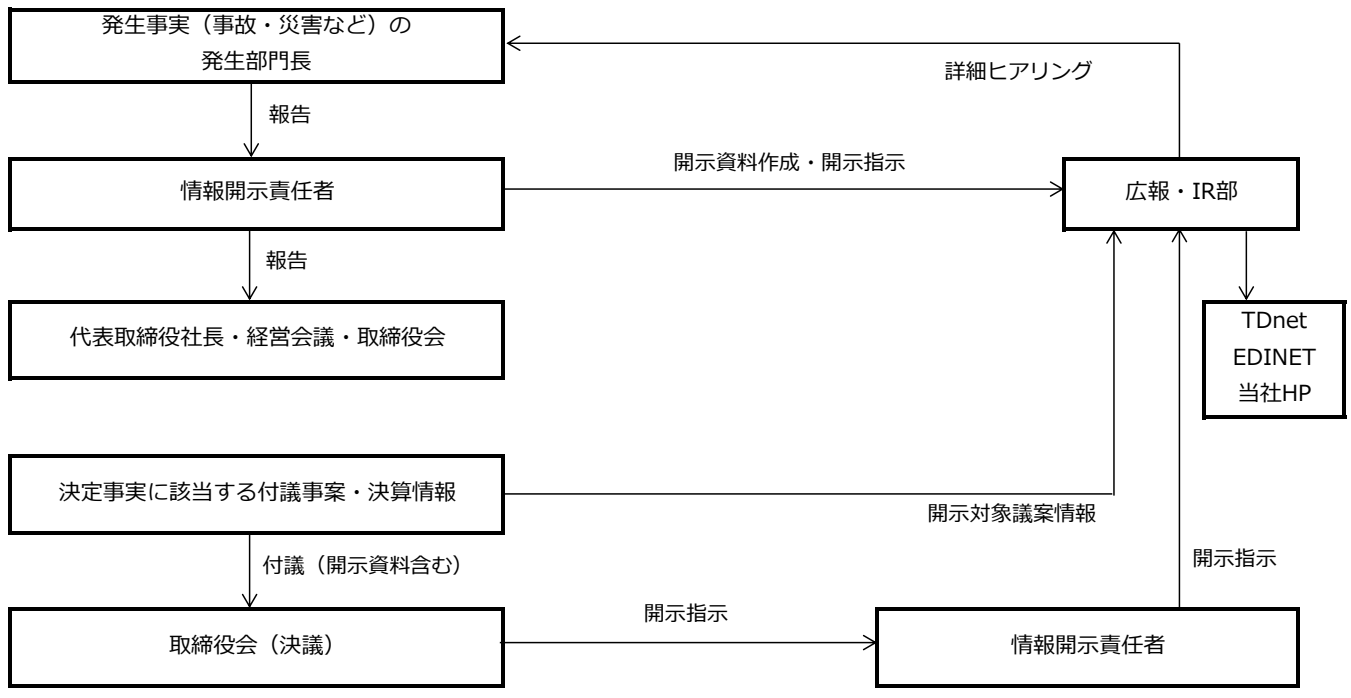 発生事実（事故・災害など）の
発生部門長
詳細ヒアリング
報告
開示資料作成・開示指示
情報開示責任者
広報・IR部
報告
代表取締役社長・経営会議・取締役会
TDnet
EDINET
当社HP
決定事実に該当する付議事案・決算情報
開示対象議案情報
付議（開示資料含む）
開示指示
開示指示
取締役会（決議）
情報開示責任者